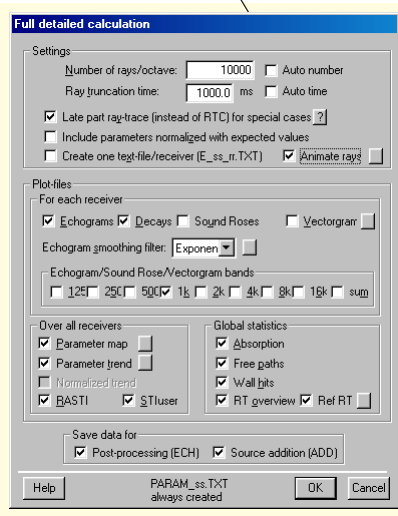 Full detailed calculation
Settings
Number of rays/octave: 10000 Auto number
Ray truncation time: 1000.0 ms Auto time
Late part ray-trace (instead of RTC) for special cases ?
Include parameters normalized with expected values
Create one text-file/receiver (E_ss_rr.TXT) Animate rays
Plot-files
For each receiver
Echograms Decays Sound Roses Vectorgram
Echogram smoothing filter: Exponen
Echogram/Sound Rose/Vectorgram bands
125 250 500 1k 2k 4k 8k 16k sum
Over all receivers
Parameter map
Parameter trend
Normalized trend
RASTI STIuser
Global statistics
Absorption
Free paths
Wall hits
RT overview Ref RT
Save data for
Post-processing (ECH) Source addition (ADD)
Help
PARAM_ss.TXT
always created
OK Cancel